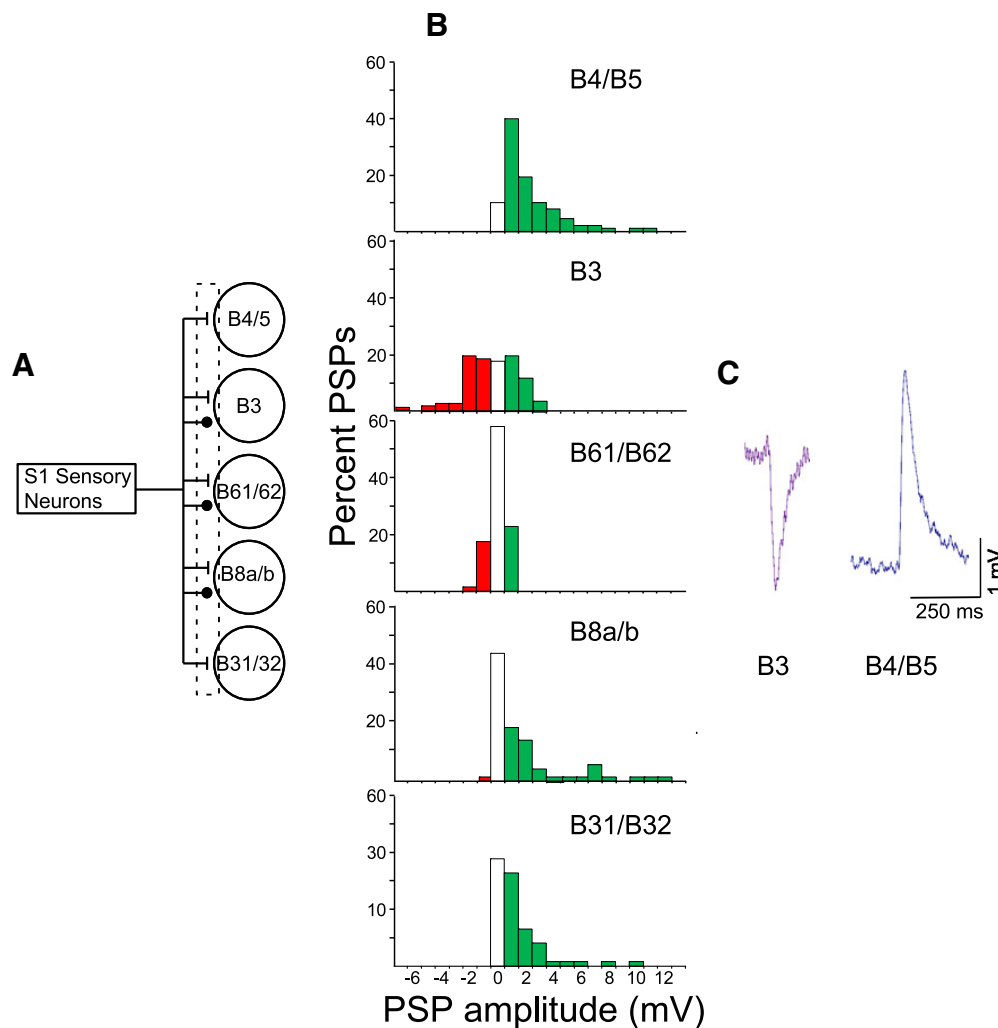 A
S1 Sensory
Neurons
B4/5
B3
B61/62
B8a/b
B31/32
B
Percent PSPs
60
40
20
B4/B5
60
40
20
B3
60
40
20
B61/B62
60
40
20
B8a/b
60
30
10
B31/B32
-6 -4 -2 0 2 4 6 8 10 12
PSP amplitude (mV)
C
1 mV
250 ms
B3
B4/B5